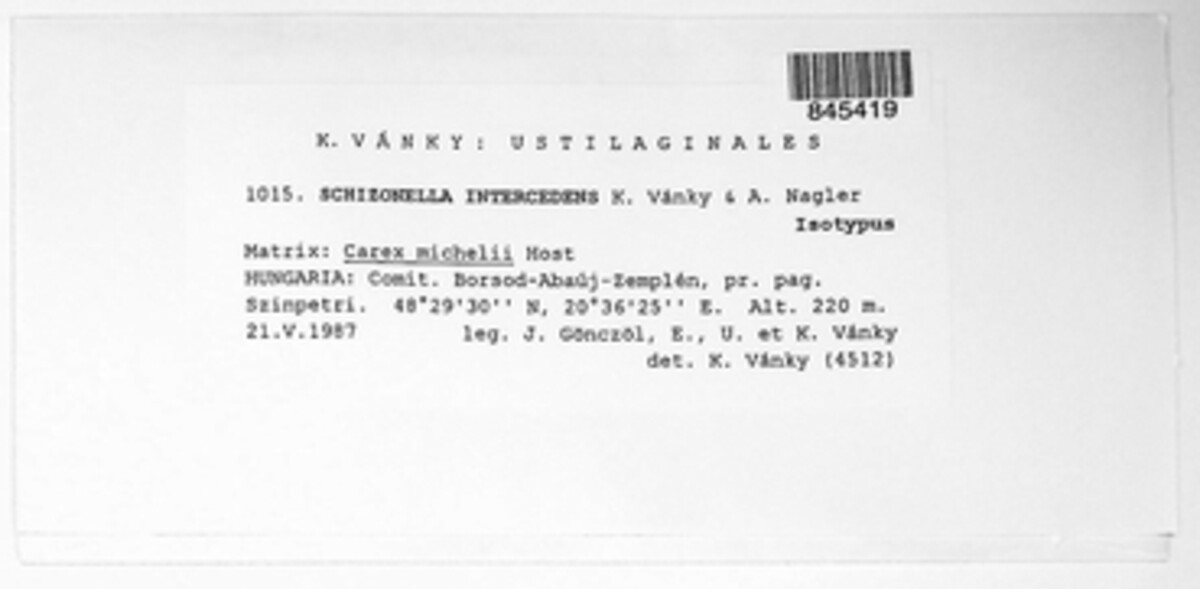 845419
K. VÁNKY: USTILAGINALES
1015. SCHIZONELLA INTERCEDENS K. Vánky & A. Nagler
Isotypus
Matrix: Carex michelii Host
HUNGARIA: Comit. Borsod-Abaúj-Zemplén, pr. pag.
Szinpetri. 48°29'30'' N, 20°36'25'' E. Alt. 220 m.
21.V.1987 leg. J. Gönczöl, E., U. et K. Vánky
det. K. Vánky (4512)